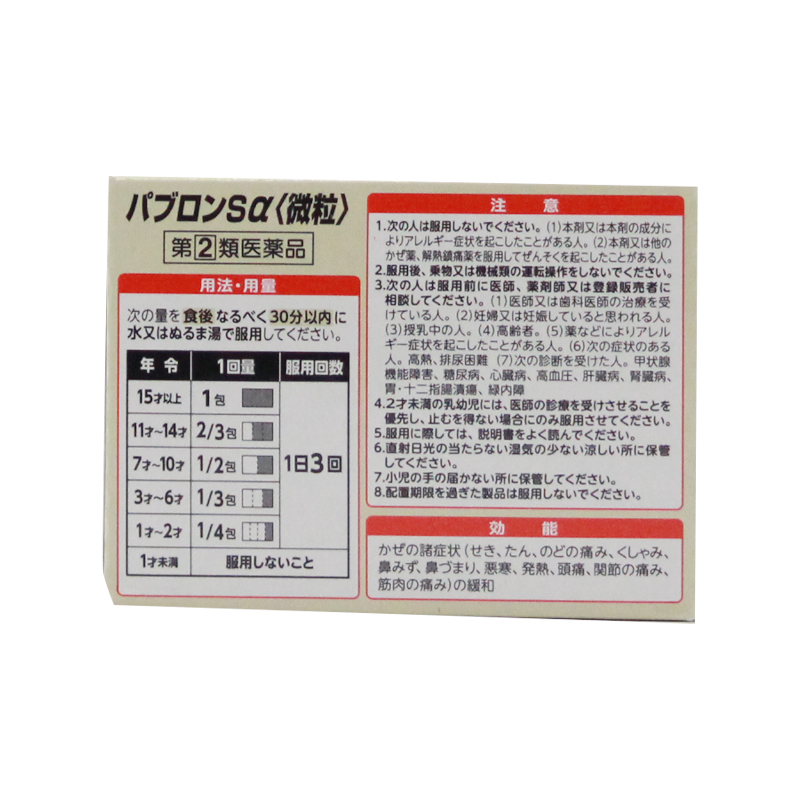 パブロンSα〈微粒〉
第②類医薬品
用法・用量
次の量を食後なるべく30分以内に
水又はぬるま湯で服用してください。
年令 1回量 服用回数
15才以上 1包
11才～14才 2/3包
7才～10才 1/2包 1日3回
3才～6才 1/3包
1才～2才 1/4包
1才未満 服用しないこと
注意
1.次の人は服用しないでください。(1)本剤又は本剤の成分に
よりアレルギー症状を起こしたことがある人。(2)本剤又は他の
かぜ薬、解熱鎮痛薬を服用してぜんそくを起こしたことがある人。
2.服用後、乗物又は機械類の運転操作をしないでください。
3.次の人は服用前に医師、薬剤師又は登録販売者に
相談してください。(1)医師又は歯科医師の治療を受
けている人。(2)妊婦又は妊娠していると思われる人。
(3)授乳中の人。(4)高齢者。(5)薬などによりアレル
ギー症状を起こしたことがある人。(6)次の症状のある
人。高熱、排尿困難 (7)次の診断を受けた人。甲状腺
機能障害、糖尿病、心臓病、高血圧、肝臓病、腎臓病、
胃・十二指腸潰瘍、緑内障
4.2才未満の乳幼児には、医師の診療を受けさせることを
優先し、止むを得ない場合にのみ服用させてください。
5.服用に際しては、説明書をよく読んでください。
6.直射日光の当たらない湿気の少ない涼しい所に保管
してください。
7.小児の手の届かない所に保管してください。
8.配置期限を過ぎた製品は服用しないでください。
効能
かぜの諸症状(せき、たん、のどの痛み、くしゃみ、
鼻みず、鼻づまり、悪寒、発熱、頭痛、関節の痛み、
筋肉の痛み)の緩和